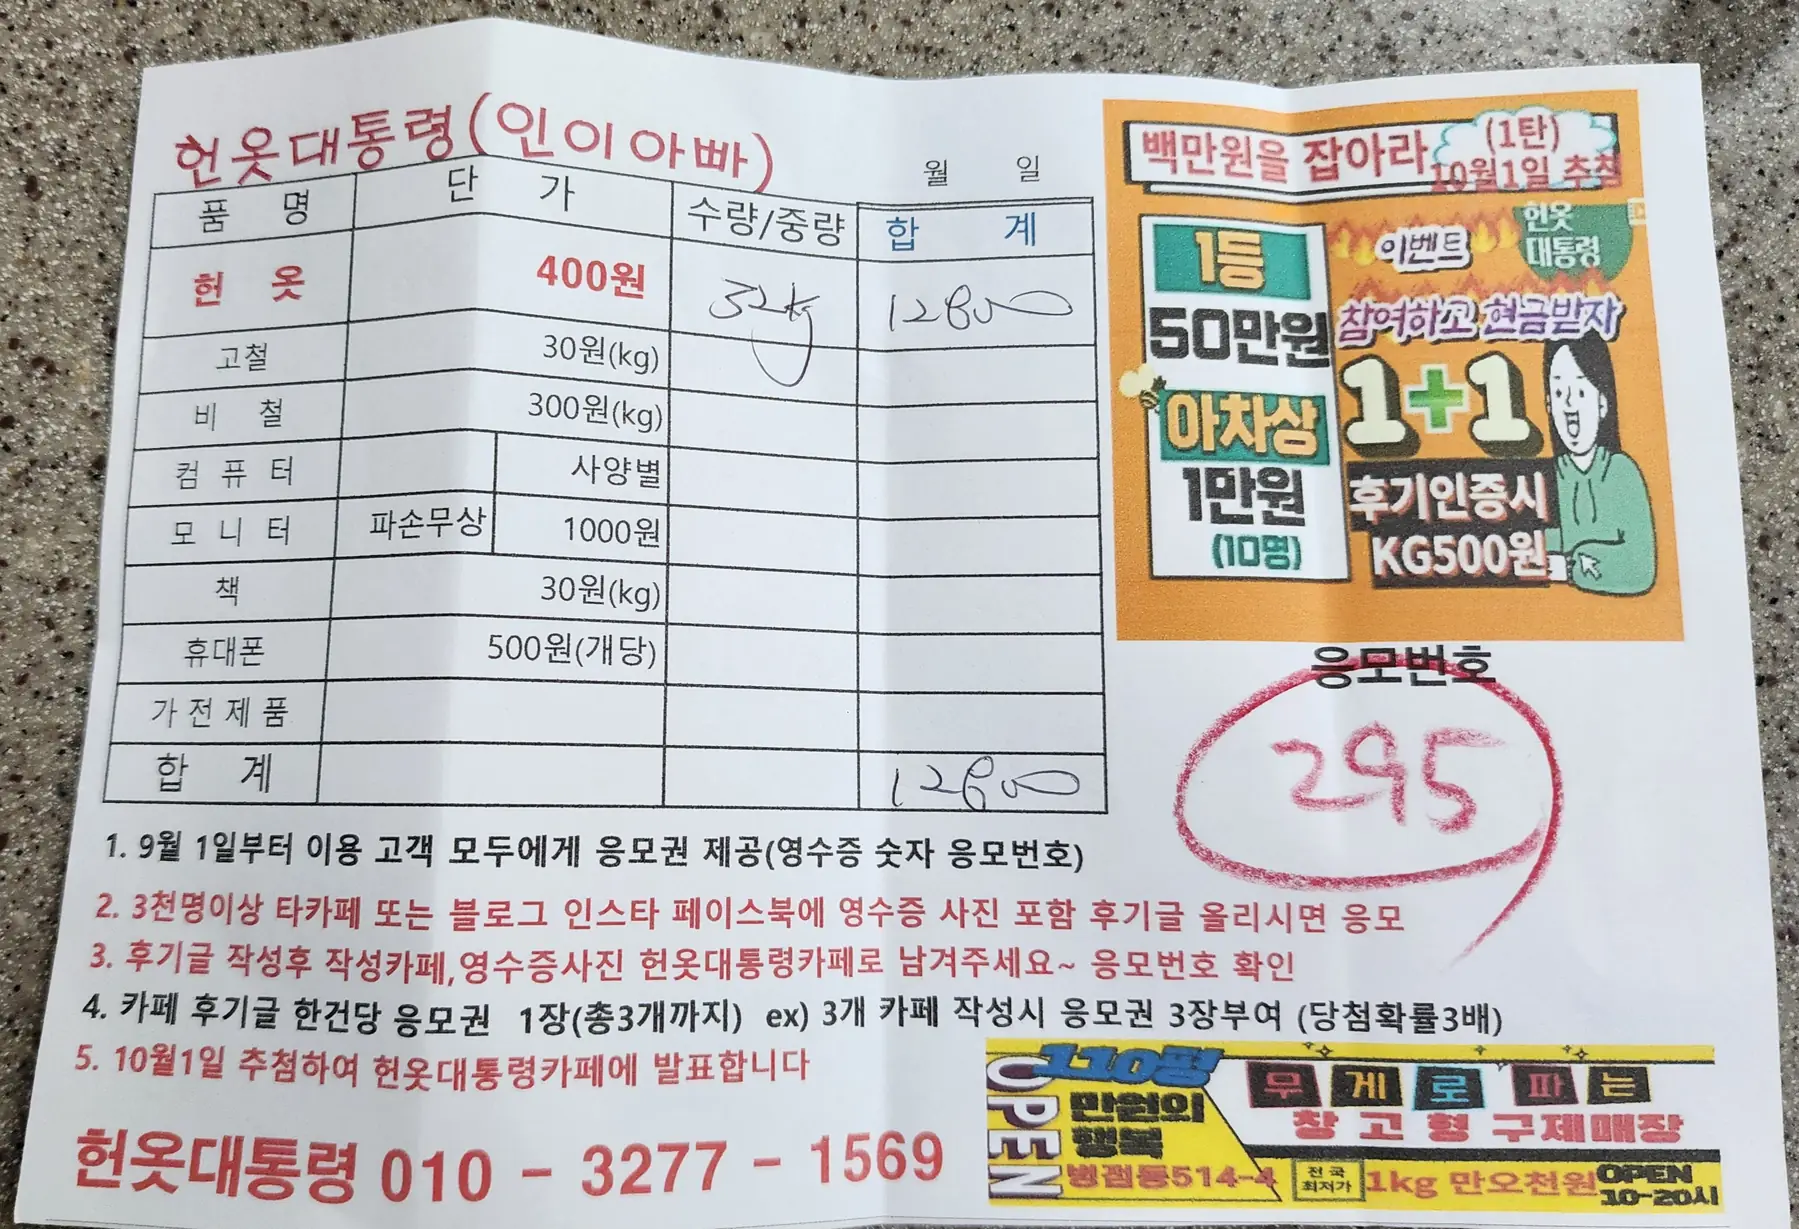 헌옷대통령(인이아빠)
월 일
품 명 단 가 수량/중량 합 계
헌 옷 400원 32kg 12800
고철 30원(kg)
비 철 300원(kg)
컴 퓨 터 사양별
모 니 터 파손무상 1000원
책 30원(kg)
휴대폰 500원(개당)
가 전 제 품
합 계 12800
백만원을 잡아라 (1탄)
10월1일 추첨
1등
50만원
아차상
1만원
(10명)
이벤트
헌옷
대통령
참여하고 현금받자
1+1
후기인증시
KG500원
응모번호
295
1. 9월 1일부터 이용 고객 모두에게 응모권 제공(영수증 숫자 응모번호)
2. 3천명이상 타카페 또는 블로그 인스타 페이스북에 영수증 사진 포함 후기글 올리시면 응모
3. 후기글 작성후 작성카페,영수증사진 헌옷대통령카페로 남겨주세요~ 응모번호 확인
4. 카페 후기글 한건당 응모권 1장(총3개까지) ex) 3개 카페 작성시 응모권 3장부여 (당첨확률3배)
5. 10월1일 추첨하여 헌옷대통령카페에 발표합니다
헌옷대통령 010 - 3277 - 1569
OPEN
110평
만원의
행복
병점동514-4
무게로파는
창고형구제매장
전국
최저가
1kg 만오천원
OPEN
10-20시